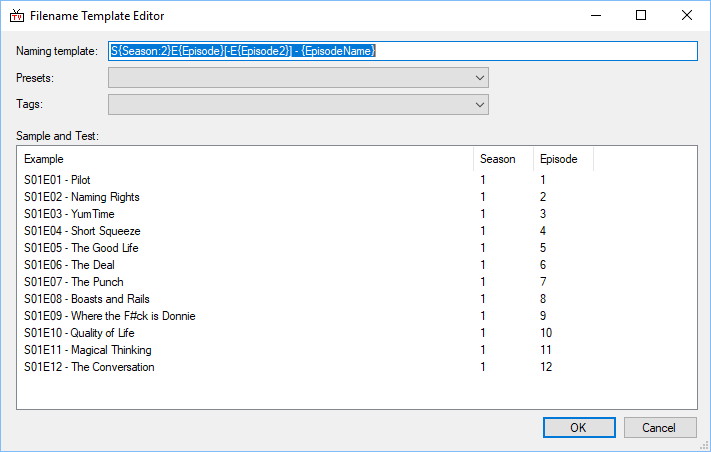 TV
Filename Template Editor
Naming template: S{Season:2}E{Episode}[-E{Episode2}] - {EpisodeName}
Presets:
Tags:
Sample and Test:
Example Season Episode
S01E01 - Pilot 1 1
S01E02 - Naming Rights 1 2
S01E03 - YumTime 1 3
S01E04 - Short Squeeze 1 4
S01E05 - The Good Life 1 5
S01E06 - The Deal 1 6
S01E07 - The Punch 1 7
S01E08 - Boasts and Rails 1 8
S01E09 - Where the F#ck is Donnie 1 9
S01E10 - Quality of Life 1 10
S01E11 - Magical Thinking 1 11
S01E12 - The Conversation 1 12
OK Cancel